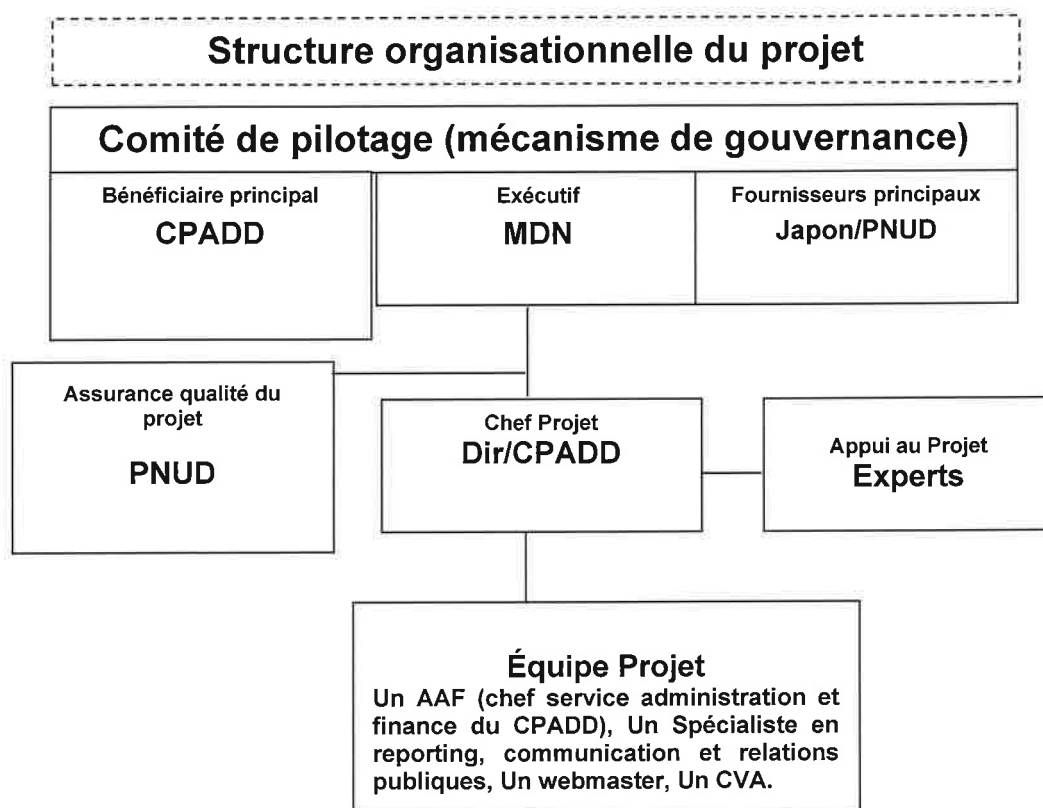 Structure organisationnelle du projet
Comité de pilotage (mécanisme de gouvernance)
Bénéficiaire principal
CPADD
Exécutif
MDN
Fournisseurs principaux
Japon/PNUD
Assurance qualité du
projet
PNUD
Chef Projet
Dir/CPADD
Appui au Projet
Experts
Équipe Projet
Un AAF (chef service administration et
finance du CPADD), Un Spécialiste en
reporting, communication et relations
publiques, Un webmaster, Un CVA.